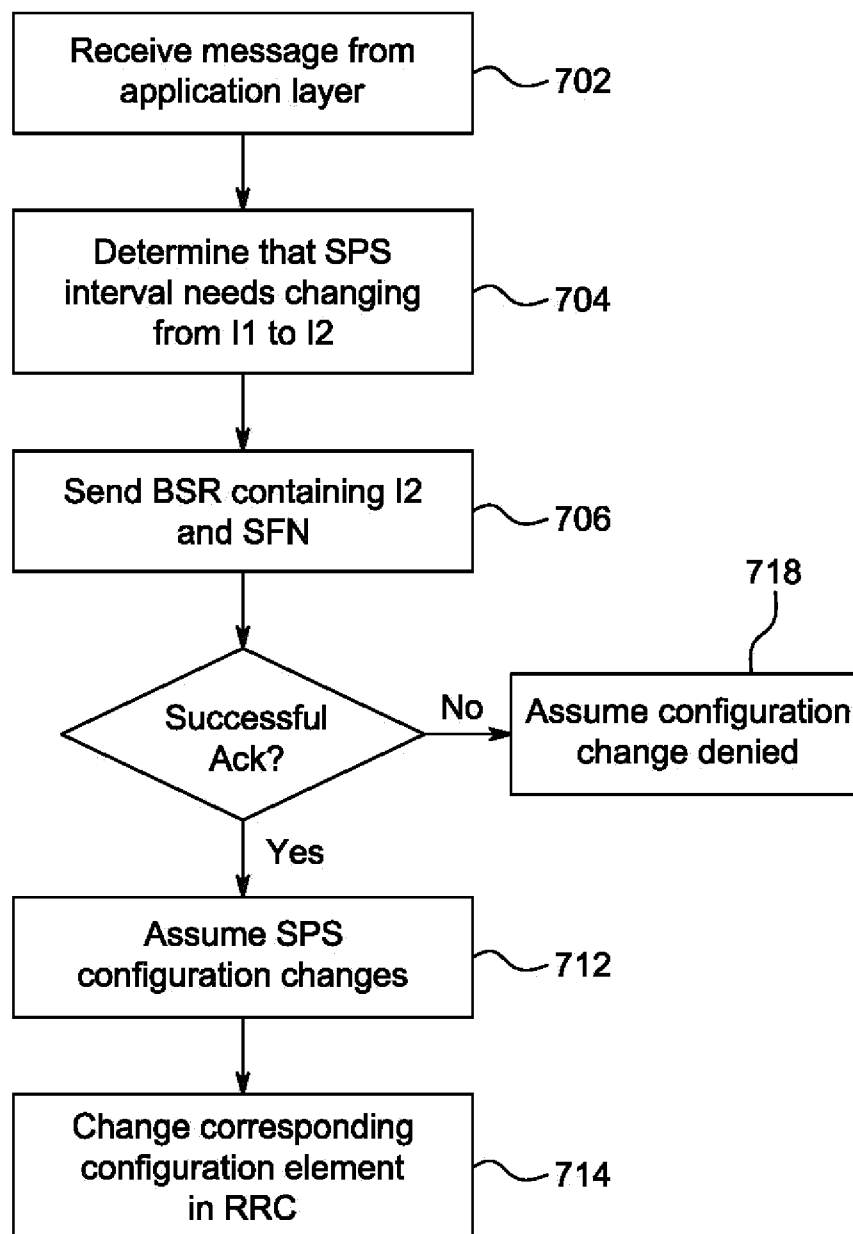 Receive message from
application layer
702
Determine that SPS
interval needs changing
from I1 to I2
704
Send BSR containing I2
and SFN
706
718
Successful
Ack?
No
Assume configuration
change denied
Yes
Assume SPS
configuration changes
712
Change corresponding
configuration element
in RRC
714